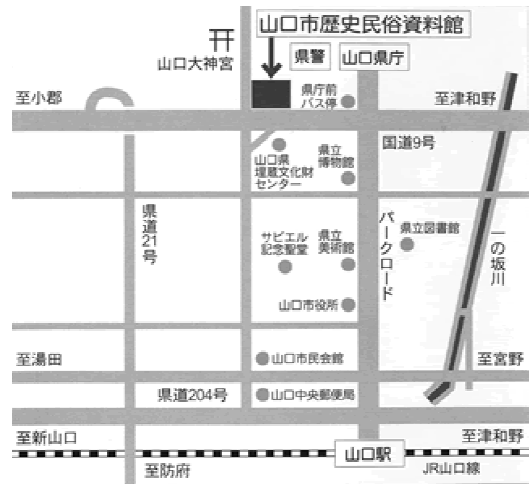 山口市歴史民俗資料館
山口大神宮
県警
山口県庁
至小郡
県庁前
バス停
至津和野
国道9号
山口県
埋蔵文化財
センター
県立
博物館
県道21号
サビエル
記念聖堂
県立
美術館
パークロード
県立図書館
一の坂川
山口市役所
至湯田
山口市民会館
至宮野
県道204号
山口中央郵便局
至新山口
山口駅
至津和野
至防府
JR山口線